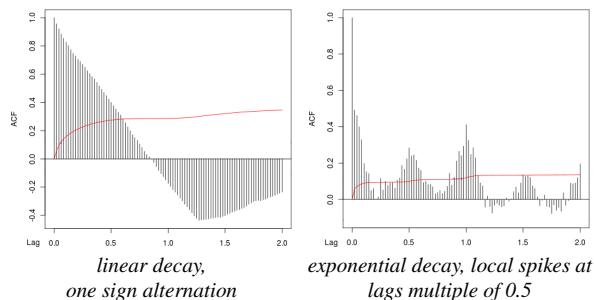 1.0
0.8
0.6
0.4
0.2
0.0
-0.2
-0.4
ACF
Lag 0.0 0.5 1.0 1.5 2.0
linear decay,
one sign alternation
1.0
0.8
0.6
0.4
0.2
0.0
ACF
Lag 0.0 0.5 1.0 1.5 2.0
exponential decay, local spikes at
lags multiple of 0.5